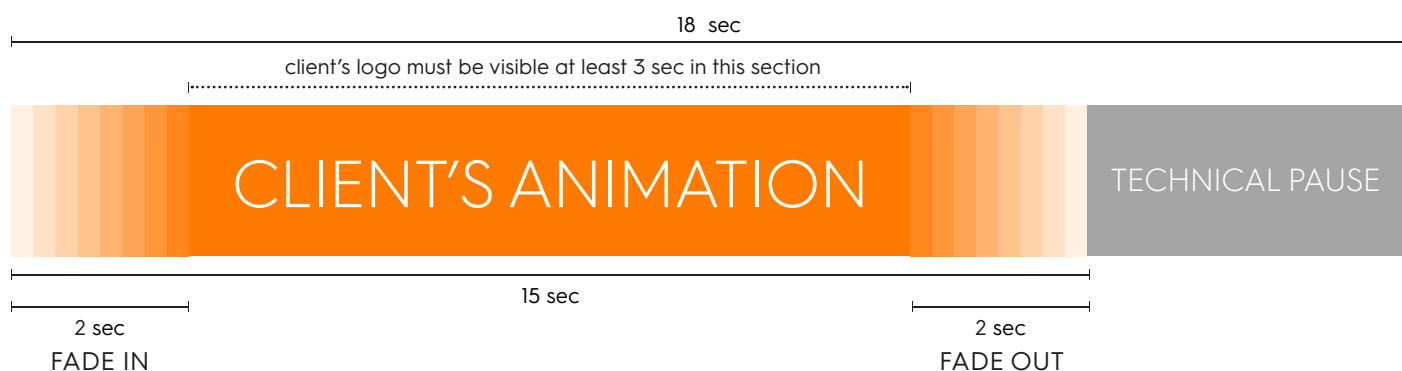 18 sec
client's logo must be visible at least 3 sec in this section
CLIENT'S ANIMATION
TECHNICAL PAUSE
15 sec
2 sec
FADE IN
2 sec
FADE OUT